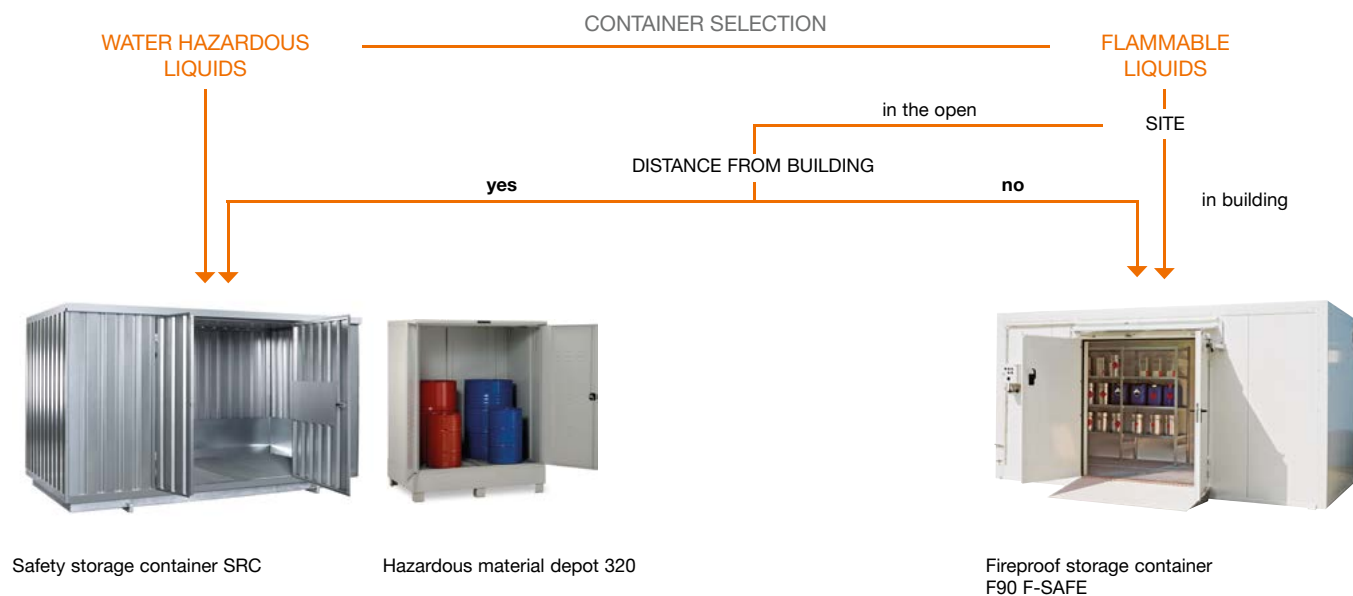 CONTAINER SELECTION
WATER HAZARDOUS
LIQUIDS
FLAMMABLE
LIQUIDS
in the open
SITE
DISTANCE FROM BUILDING
yes
no
in building
Safety storage container SRC
Hazardous material depot 320
Fireproof storage container
F90 F-SAFE